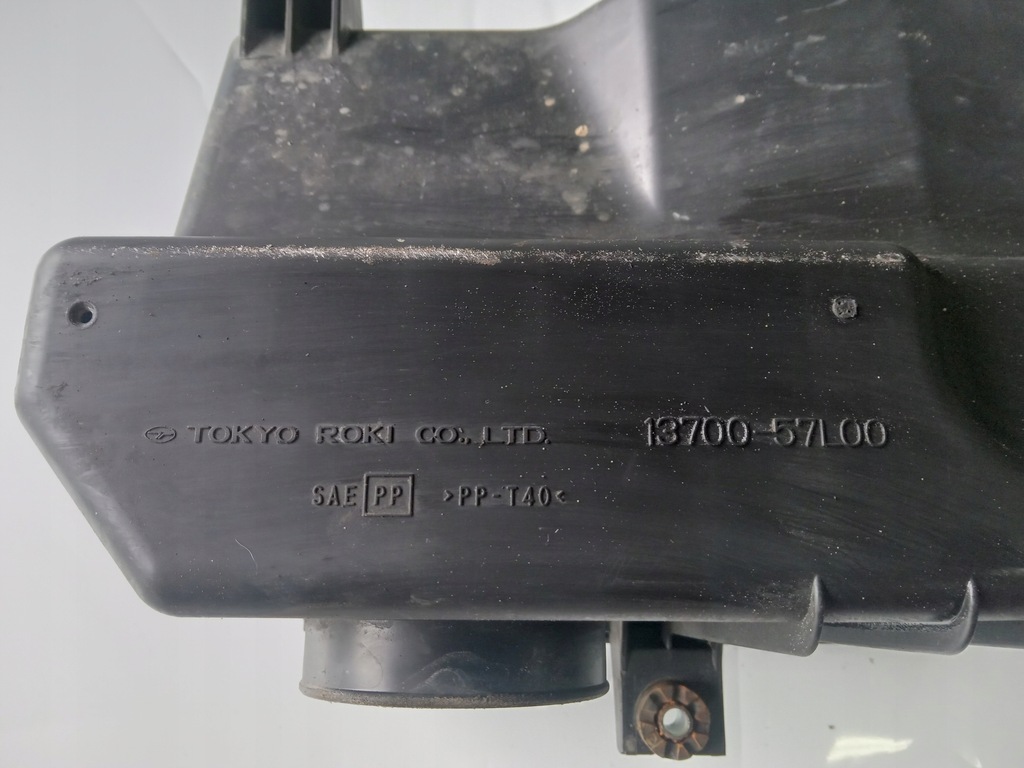 TOKYO ROKI CO., LTD. 13700-57L00
SAE PP >PP-T40<